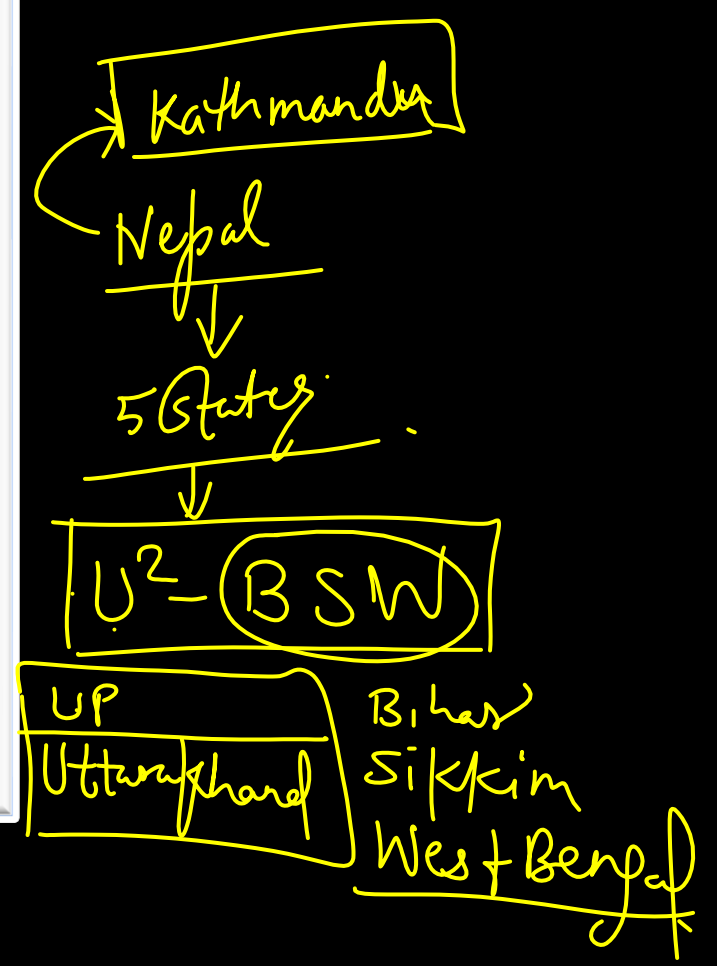 Kathmandu
Nepal
5 States
U²-BSW
UP
Uttarakhand
Bihar
Sikkim
West Bengal